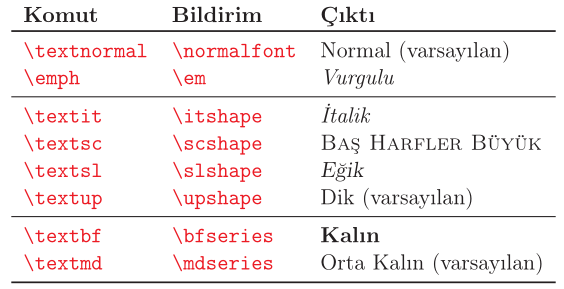 Komut Bildirim Çıktı
\textnormal \normalfont Normal (varsayılan)
\emph \em Vurgulu
\textit \itshape İtalik
\textsc \scshape Baş Harfler Büyük
\textsl \slshape Eğik
\textup \upshape Dik (varsayılan)
\textbf \bfseries Kalın
\textmd \mdseries Orta Kalın (varsayılan)